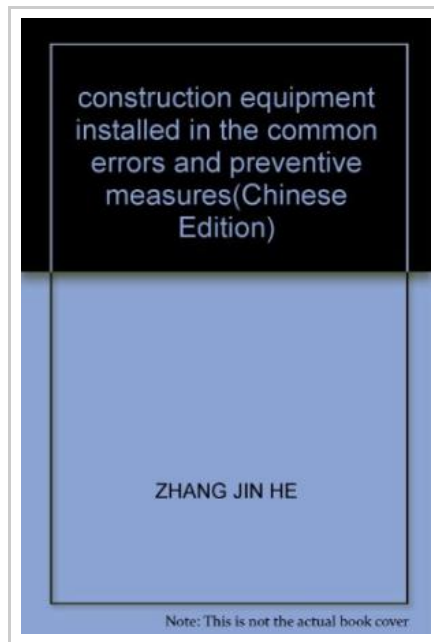 construction equipment
installed in the common
errors and preventive
measures(Chinese
Edition)
ZHANG JIN HE
Note: This is not the actual book cover